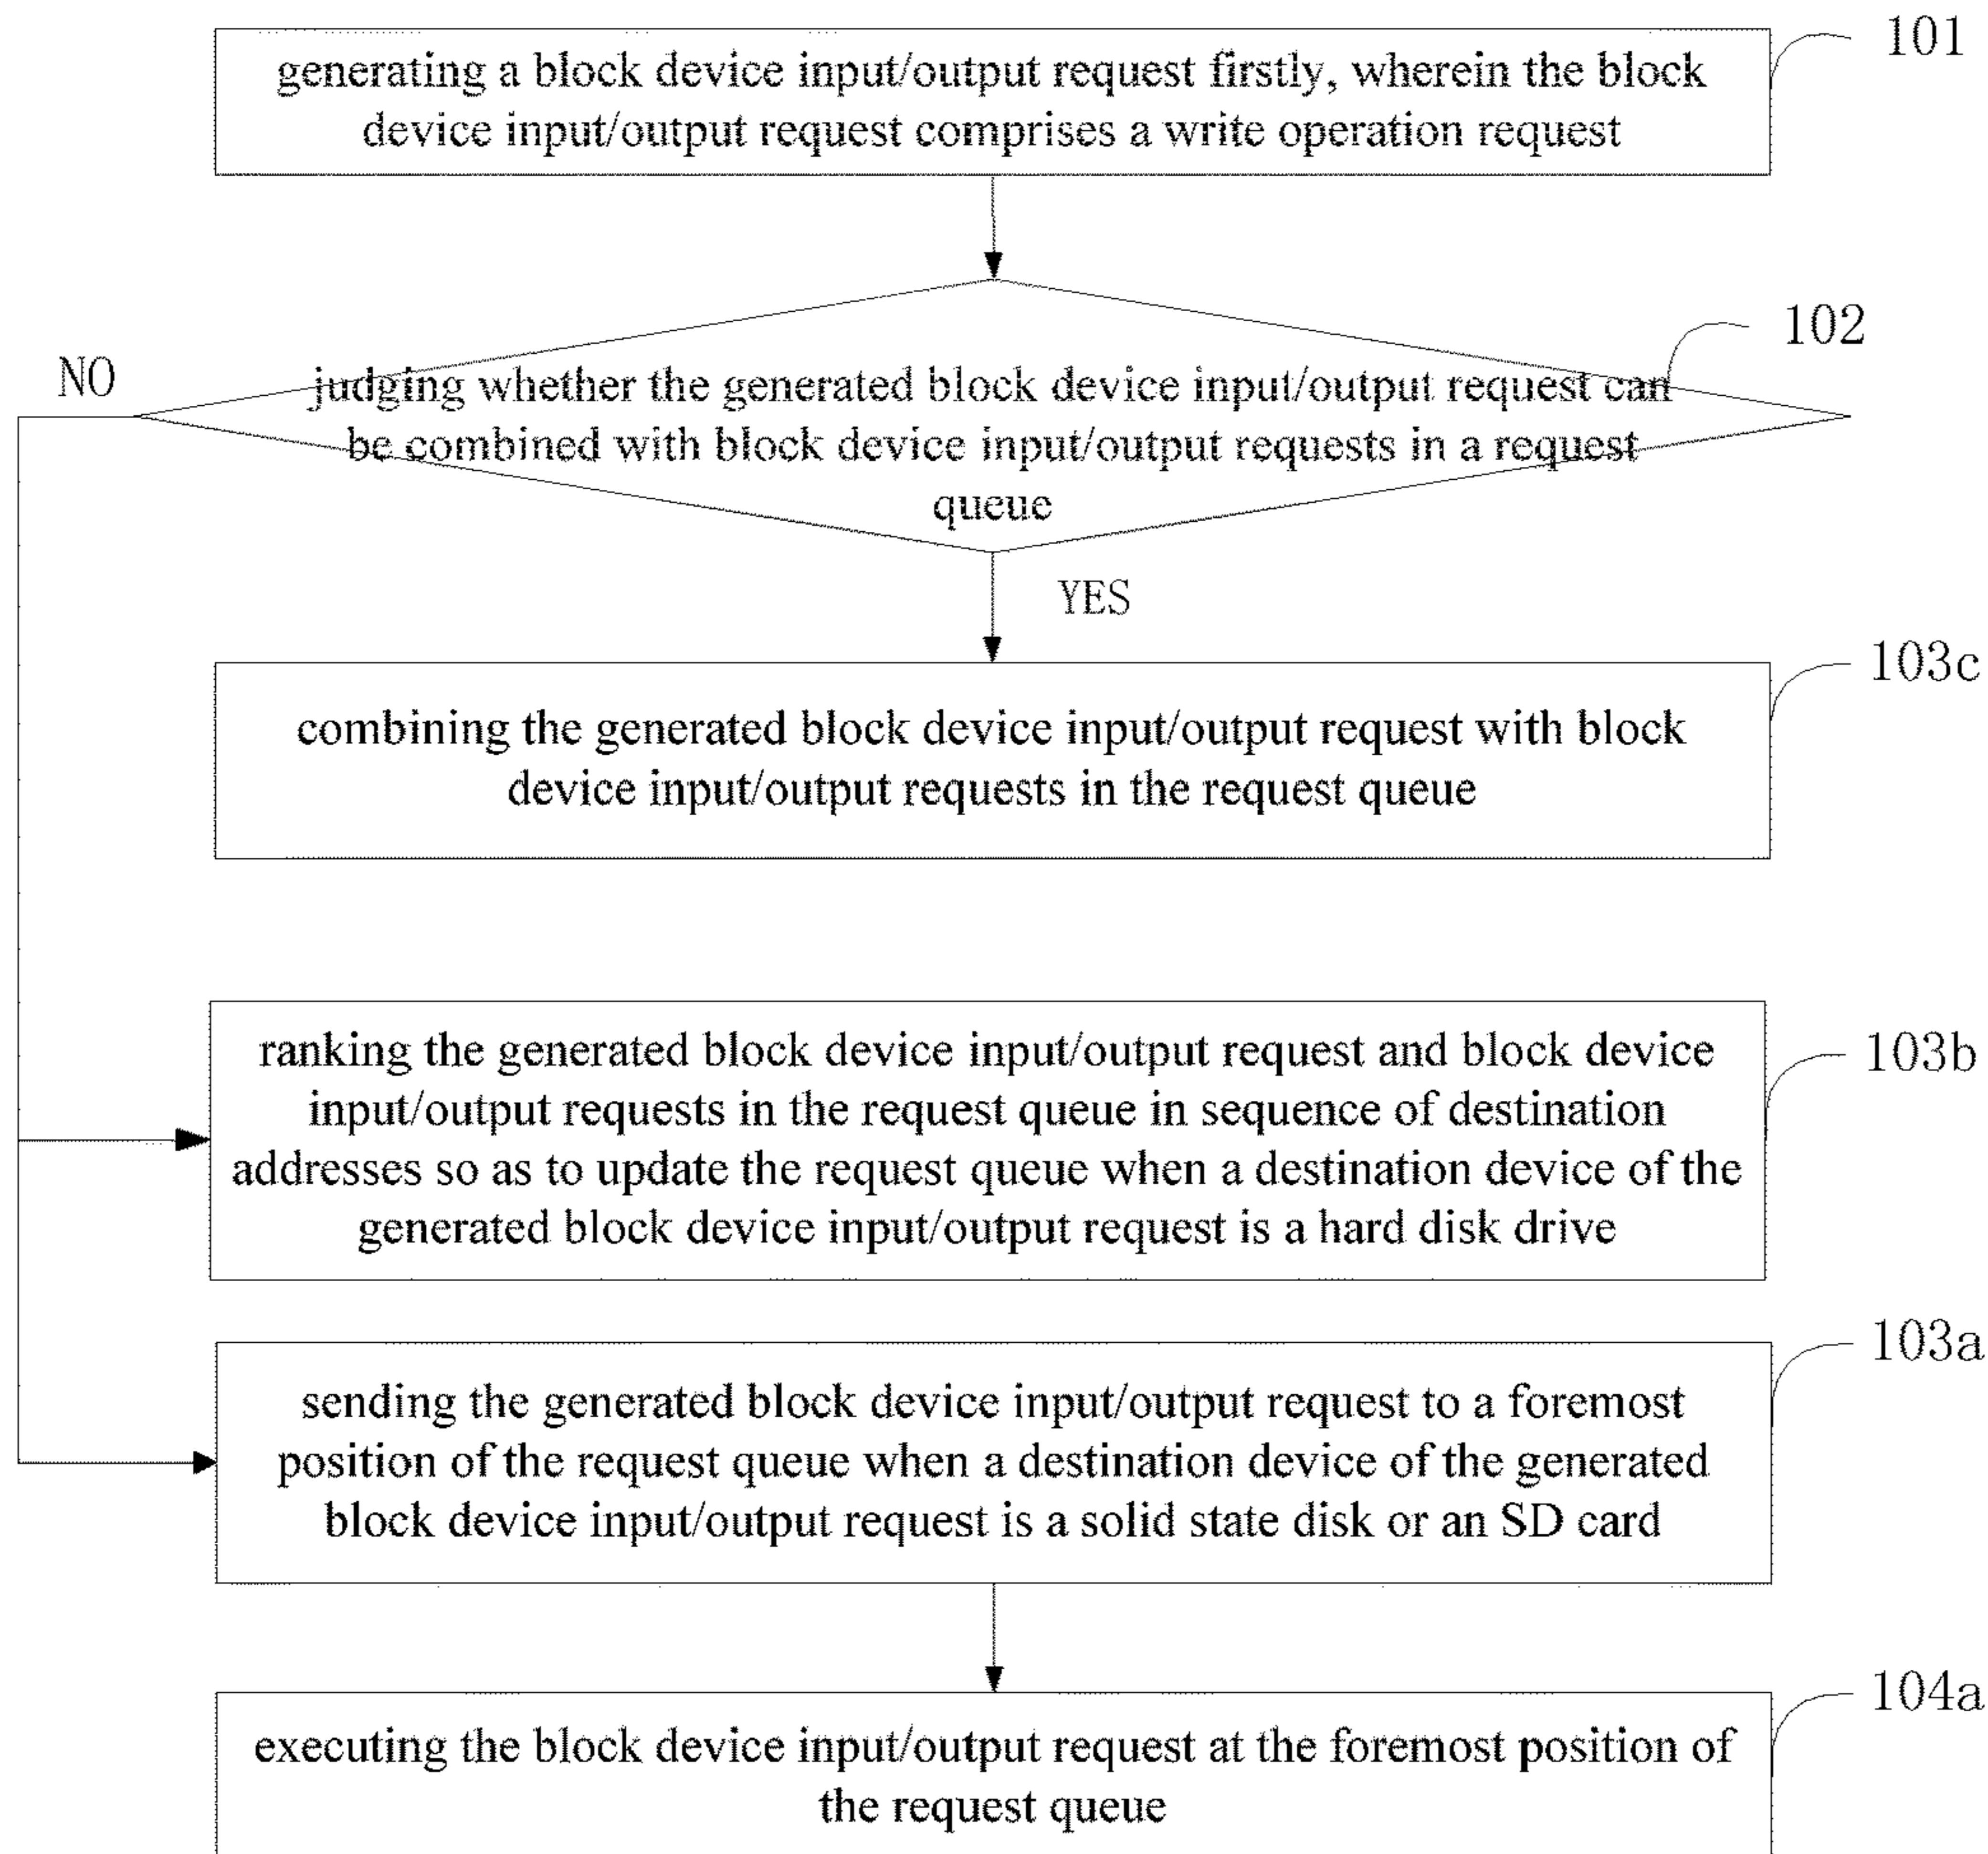 generating a block device input/output request firstly, wherein the block
device input/output request comprises a write operation request
101
judging whether the generated block device input/output request can
be combined with block device input/output requests in a request
queue
102
NO
YES
combining the generated block device input/output request with block
device input/output requests in the request queue
103c
ranking the generated block device input/output request and block device
input/output requests in the request queue in sequence of destination
addresses so as to update the request queue when a destination device of the
generated block device input/output request is a hard disk drive
103b
sending the generated block device input/output request to a foremost
position of the request queue when a destination device of the generated
block device input/output request is a solid state disk or an SD card
103a
executing the block device input/output request at the foremost position of
the request queue
104a